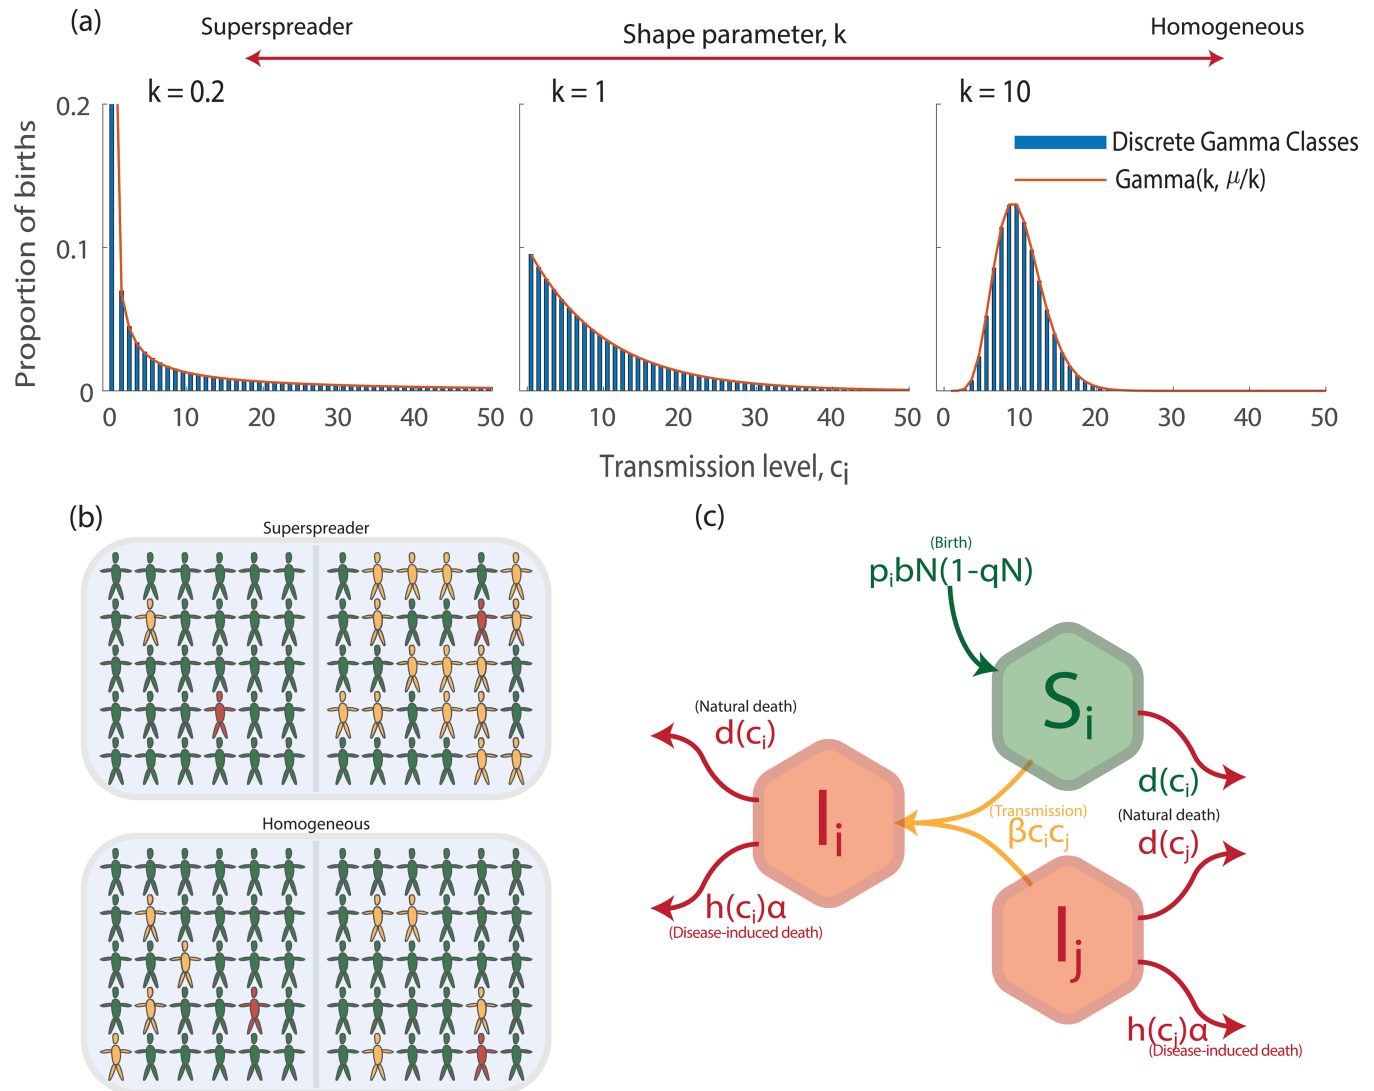 (a)
Superspreader
Shape parameter, k
Homogeneous
k = 0.2
k = 1
k = 10
Proportion of births
0.2
0.1
0
Discrete Gamma Classes
Gamma(k, μ/k)
0 10 20 30 40 50
0 10 20 30 40 50
0 10 20 30 40 50
Transmission level, ci
(b)
Superspreader
Homogeneous
(c)
(Birth)
pibN(1-qN)
Si
(Natural death)
d(ci)
d(ci)
Ii
(Transmission)
βcicj
(Natural death)
d(cj)
h(ci)α
(Disease-induced death)
Ij
h(cj)α
(Disease-induced death)